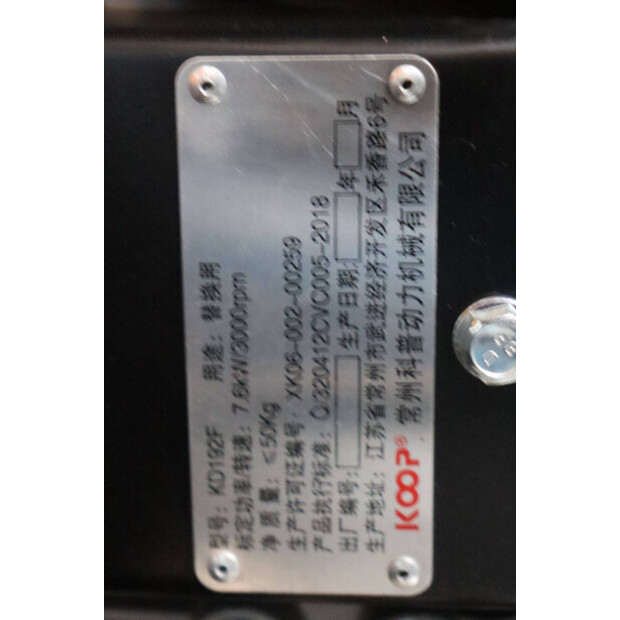 型号: KD192F 用途: 替换用
标定功率/转速: 7.6kW/3000rpm
净 质 量: ≤50Kg
生产许可证编号: XK06-002-00259
产品执行标准: Q/320412CVC005-2018
出厂编号: 生产日期: 年 月
生产地址: 江苏省常州市武进经济开发区禾香路6号
KOOP® 常州科普动力机械有限公司